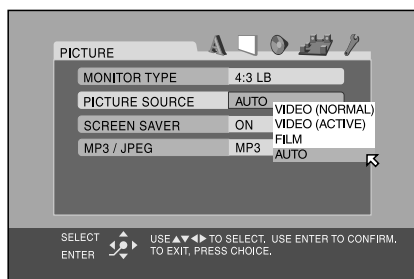 PICTURE
MONITOR TYPE 4:3 LB
PICTURE SOURCE AUTO
VIDEO (NORMAL)
VIDEO (ACTIVE)
FILM
AUTO
SCREEN SAVER ON
MP3 / JPEG MP3
SELECT
ENTER
USE ▲▼◀▶ TO SELECT. USE ENTER TO CONFIRM.
TO EXIT, PRESS CHOICE.